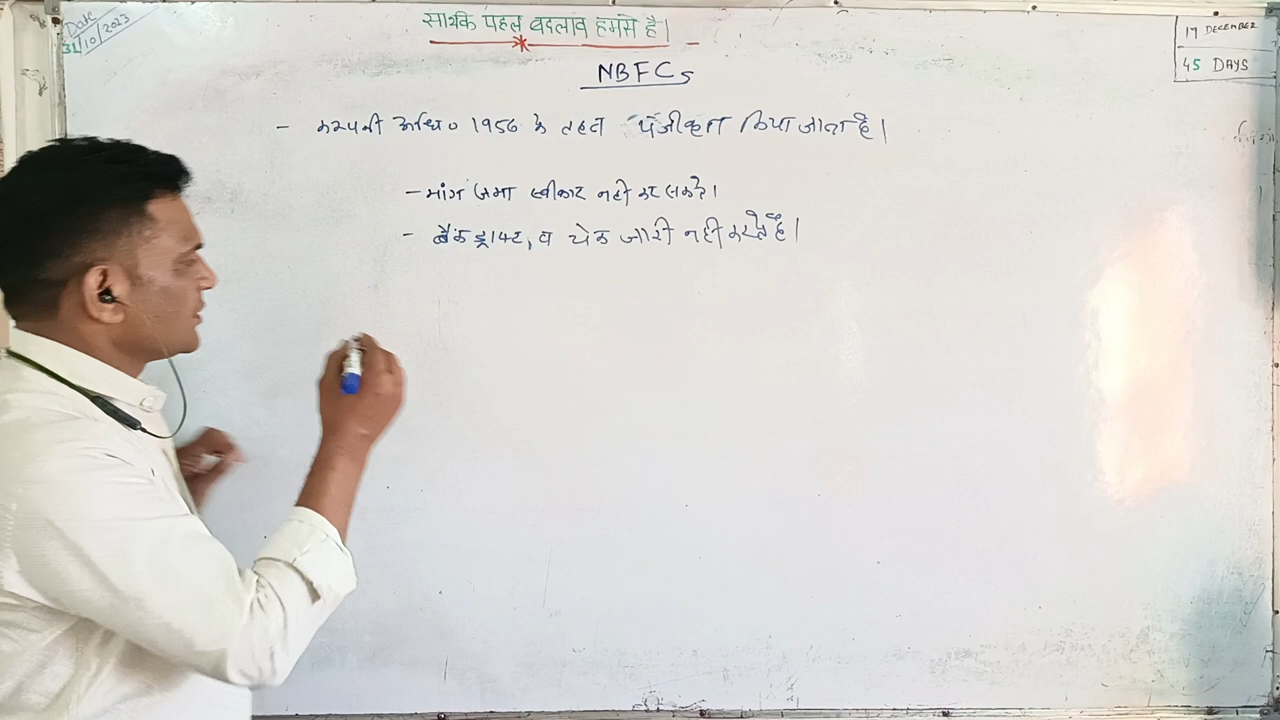 Date
31/10/2023
सार्थक पहल बदलाव हमसे है।
17 DECEMBER
45 DAYS
NBFCs
- कम्पनी अधि० 1956 के तहत पंजीकृत किया जाता है।
- मांग जमा स्वीकार नही कर सकते।
- बैंक ड्राफ्ट, व चेक जारी नही करते है।